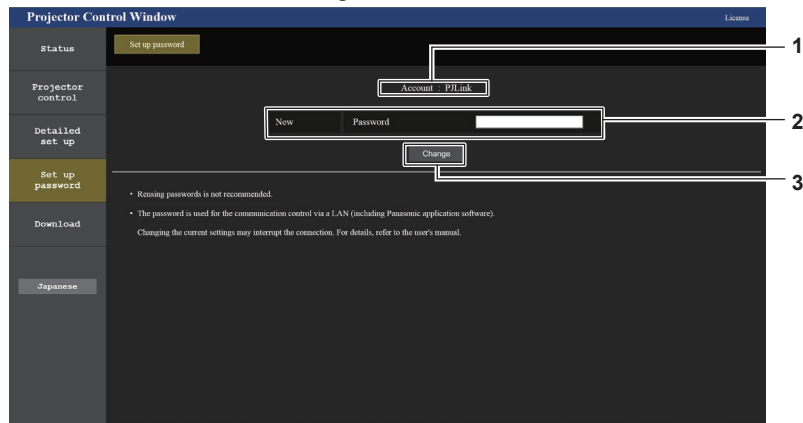 Projector Control Window
License
Status
Set up password
1
Projector
control
Account : PJLink
New Password
2
Detailed
set up
Change
Set up
password
3
• Reusing passwords is not recommended.
• The password is used for the communication control via a LAN (including Panasonic application software).
Changing the current settings may interrupt the connection. For details, refer to the user's manual.
Download
Japanese